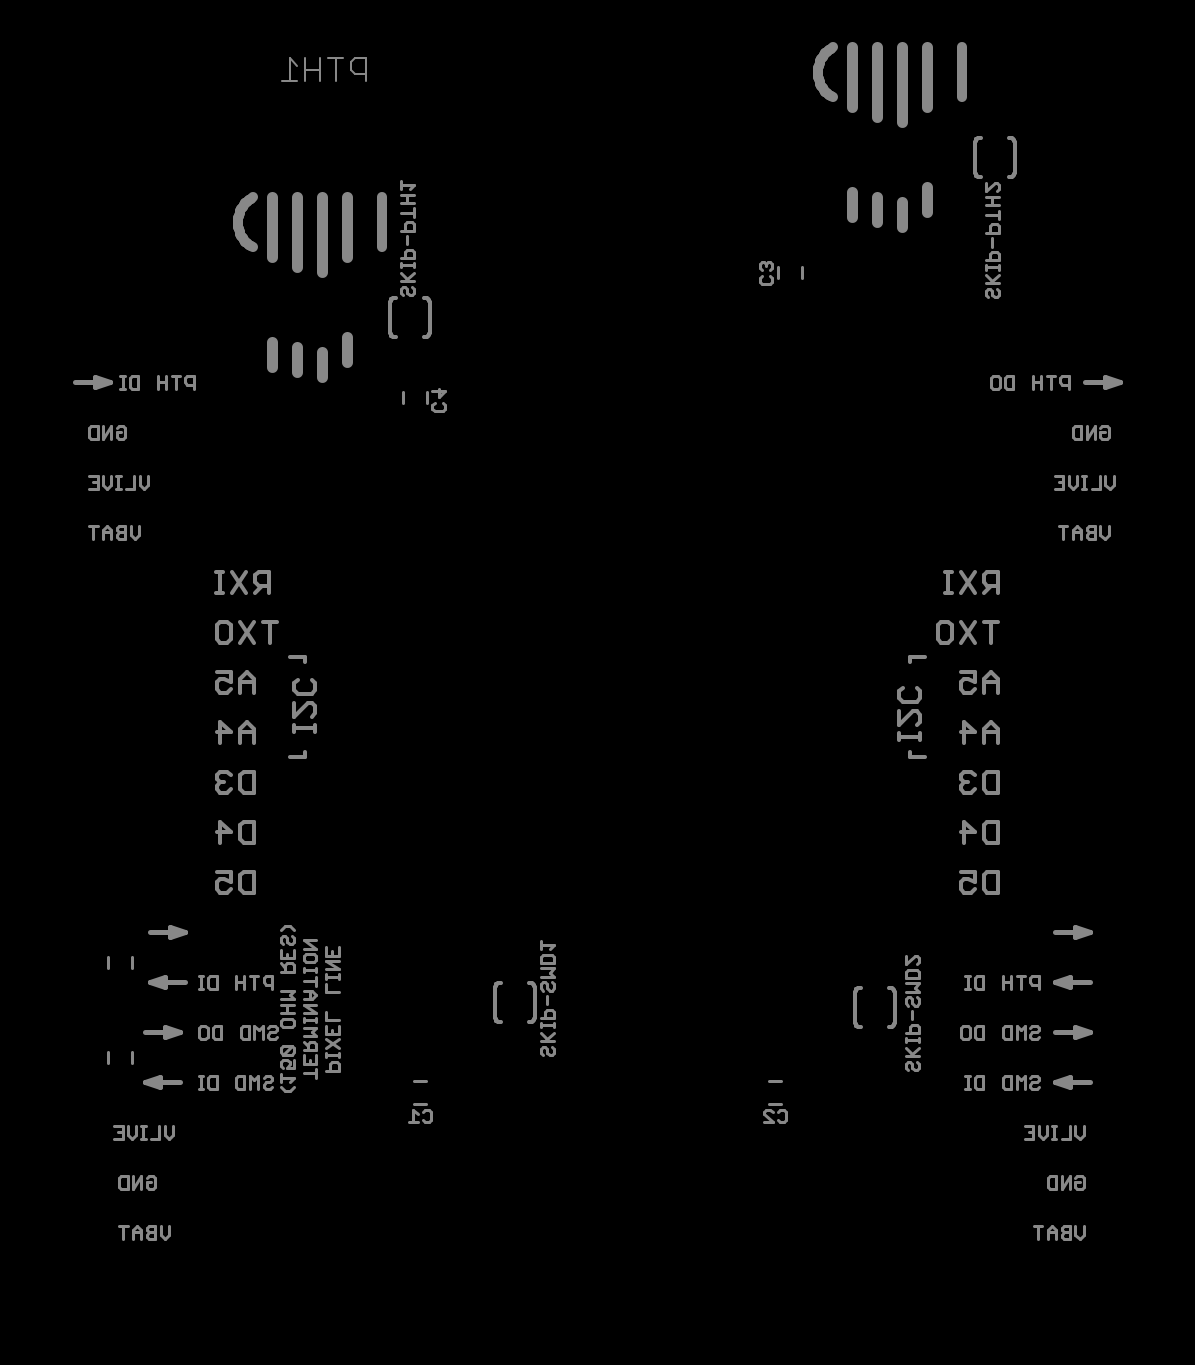 PTH1
SKIP-PTH1
SKIP-PTH2
C3
PTH DI
C4
PTH DO
GND
GND
VLIVE
VLIVE
VBAT
VBAT
RXI
RXI
TXO
TXO
A5
I2C
I2C
A5
A4
A4
D3
D3
D4
D4
D5
D5
PIXEL LINE
TERMINATION
(150 OHM RES)
SKIP-SMD1
SKIP-SMD2
PTH DI
PTH DI
SMD DO
SMD DO
SMD DI
SMD DI
C1
C2
VLIVE
VLIVE
GND
GND
VBAT
VBAT